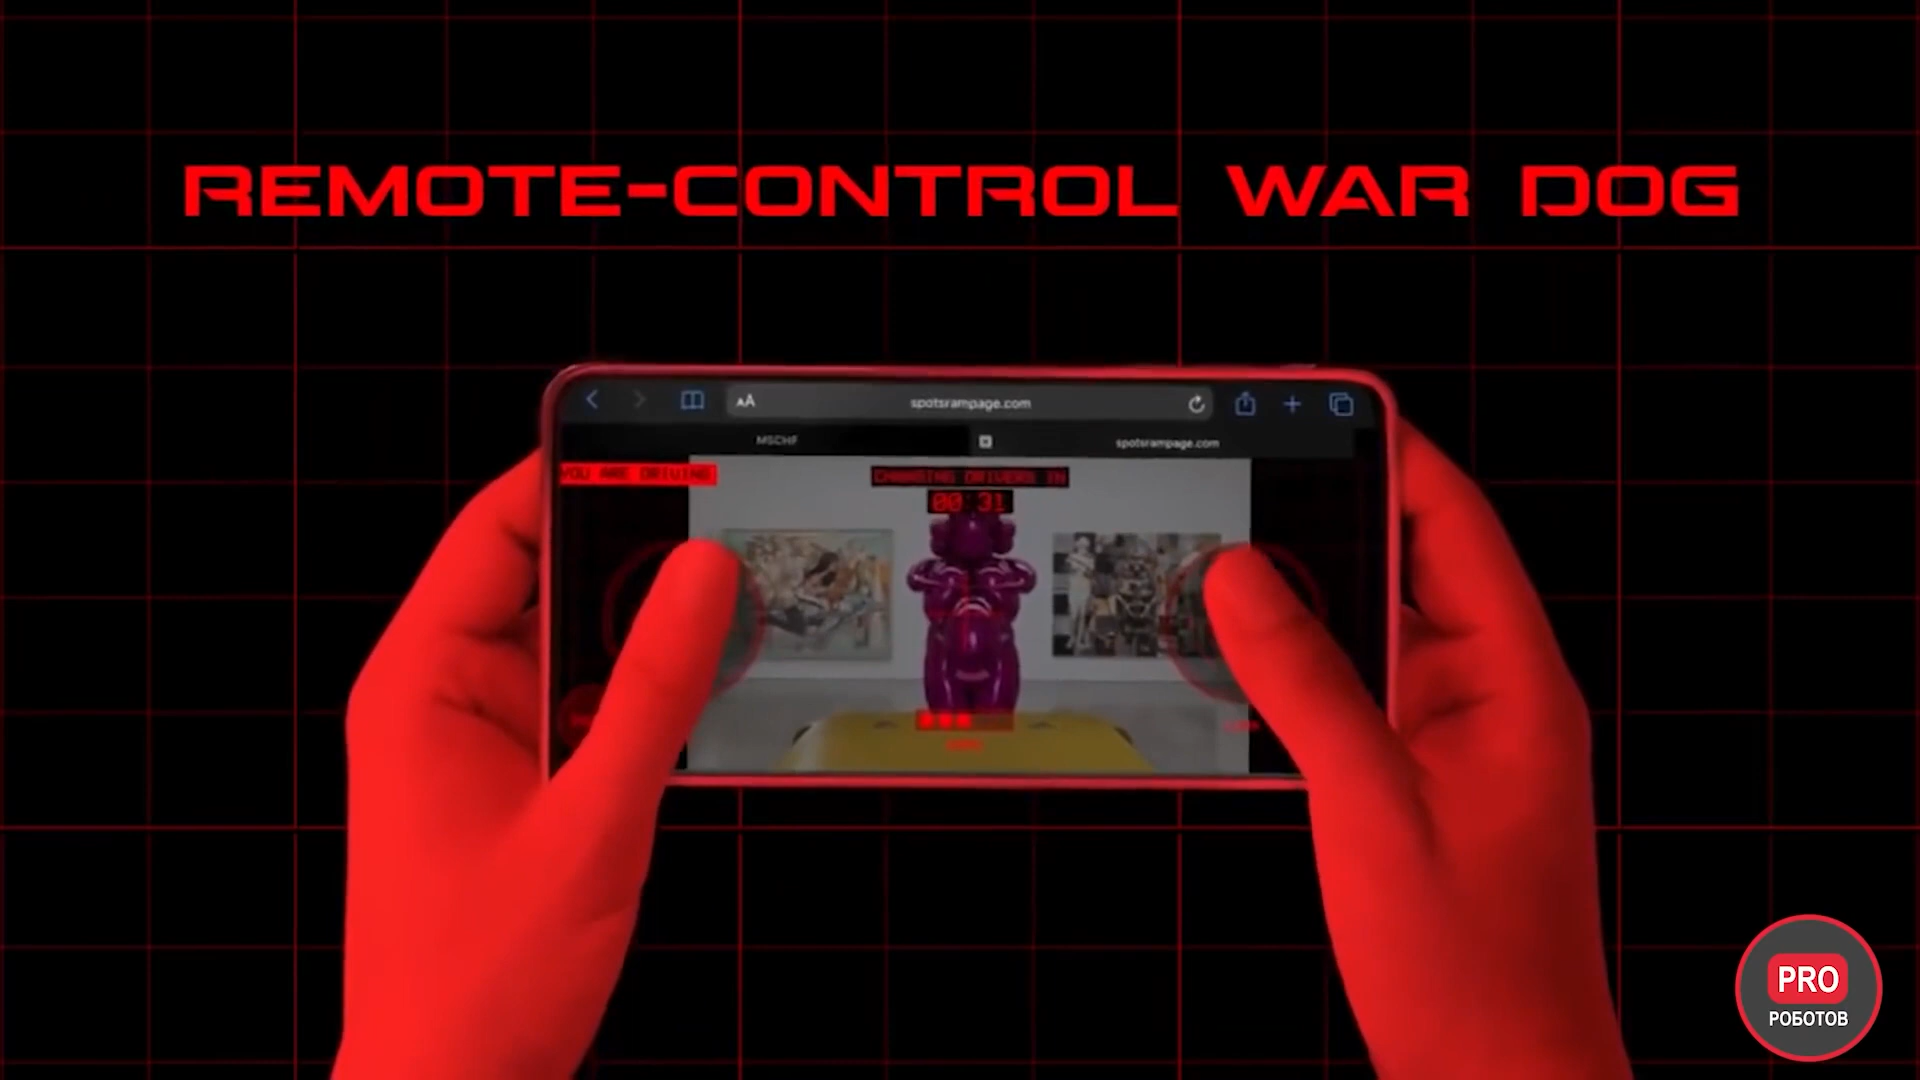 REMOTE-CONTROL WAR DOG
AA
spotsrampage.com
MSCHF
spotsrampage.com
YOU ARE DRIVING
CHANGING DRIVERS IN
00:31
PRO
РОБОТОВ